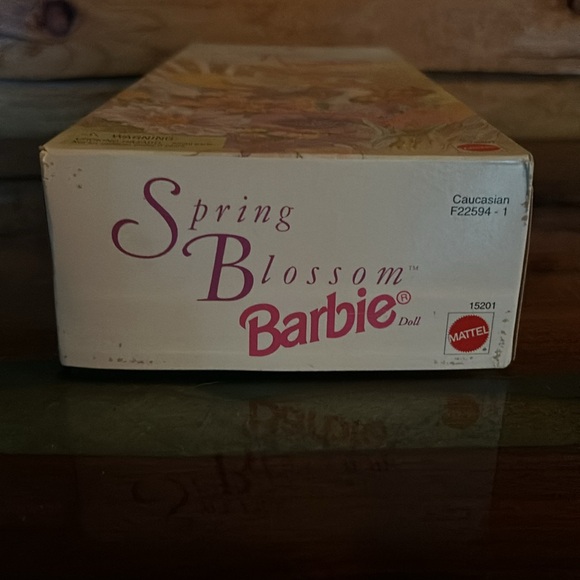 WARNING
Spring
Blossom™
Barbie®
Doll
Caucasian
F22594 - 1
15201
MATTEL